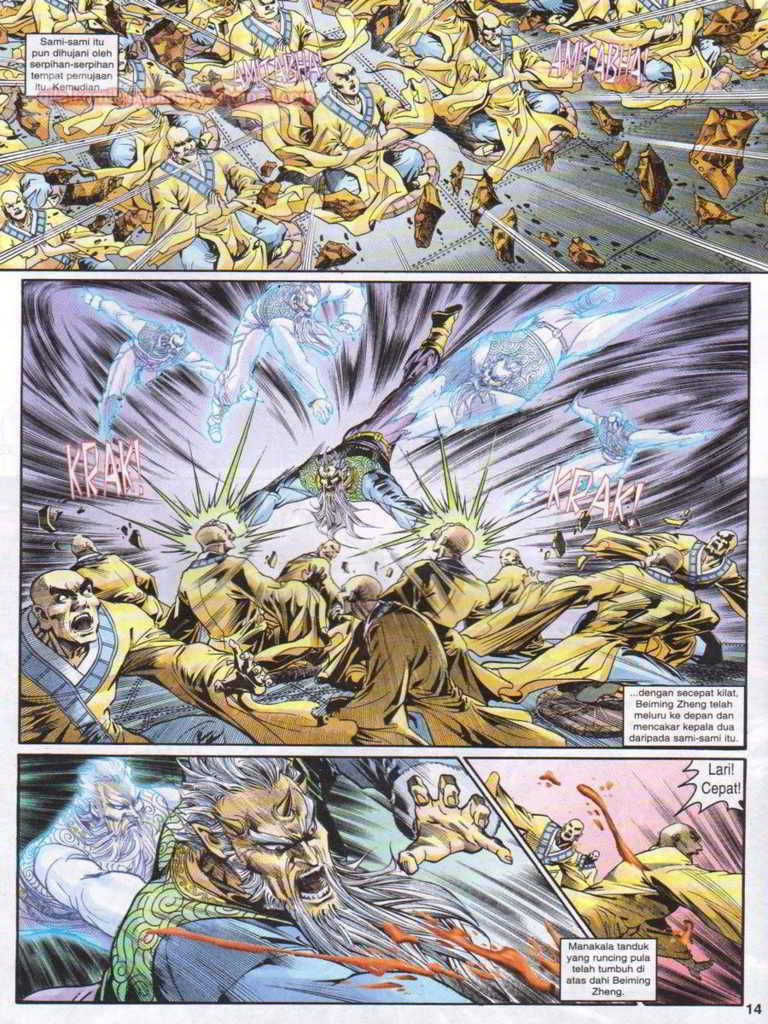 Sami-sami itu
pun dihujani oleh
serpihan-serpihan
tempat pemujaan
itu. Kemudian,
AMITABHA!
AMITABHA!
KRAK!
KRAK!
...dengan secepat kilat,
Beiming Zheng telah
meluru ke depan dan
mencakar kepala dua
daripada sami-sami itu.
Lari!
Cepat!
Manakala tanduk
yang runcing pula
telah tumbuh di
atas dahi Beiming
Zheng.
14